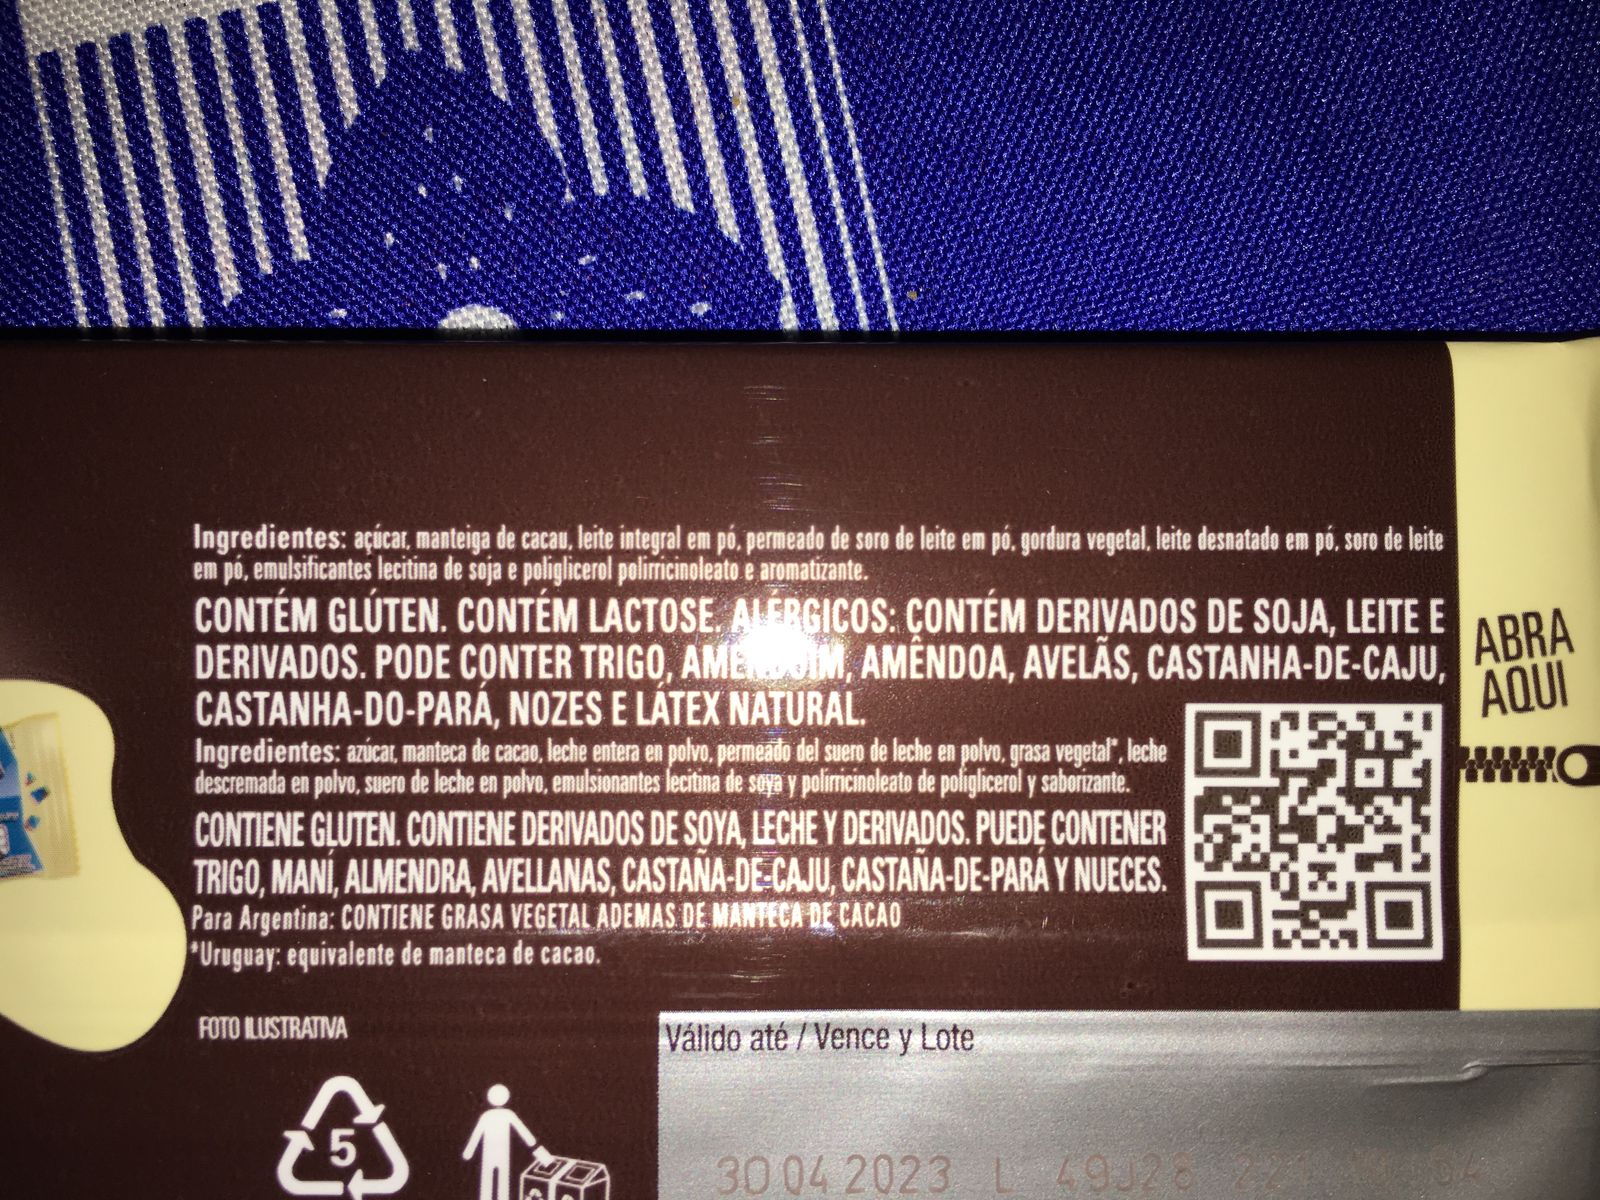 Ingredientes: açúcar, manteiga de cacau, leite integral em pó, permeado de soro de leite em pó, gordura vegetal, leite desnatado em pó, soro de leite
em pó, emulsificantes lecitina de soja e poliglicerol polirricinoleato e aromatizante.
CONTÉM GLÚTEN. CONTÉM LACTOSE. ALÉRGICOS: CONTÉM DERIVADOS DE SOJA, LEITE E
DERIVADOS. PODE CONTER TRIGO, AMENDOIM, AMÊNDOA, AVELÃS, CASTANHA-DE-CAJU,
CASTANHA-DO-PARÁ, NOZES E LÁTEX NATURAL.
Ingredientes: azúcar, manteca de cacao, leche entera en polvo, permeado del suero de leche en polvo, grasa vegetal*, leche
descremada en polvo, suero de leche en polvo, emulsionantes lecitina de soya y polirricinoleato de poliglicerol y saborizante.
CONTIENE GLUTEN. CONTIENE DERIVADOS DE SOYA, LECHE Y DERIVADOS. PUEDE CONTENER
TRIGO, MANÍ, ALMENDRA, AVELLANAS, CASTAÑA-DE-CAJU, CASTAÑA-DE-PARÁ Y NUECES.
Para Argentina: CONTIENE GRASA VEGETAL ADEMAS DE MANTECA DE CACAO
*Uruguay: equivalente de manteca de cacao.
ABRA
AQUI
FOTO ILUSTRATIVA
Válido até / Vence y Lote
5
30 04 2023 L 49J28